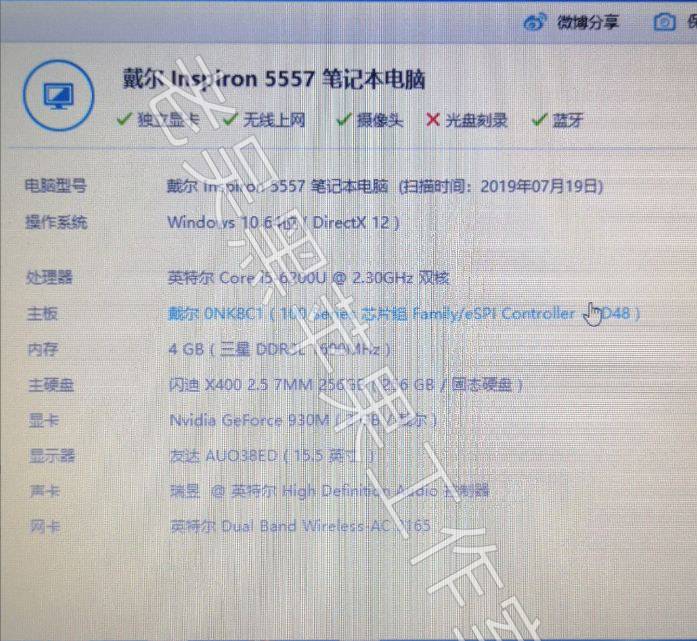 微博分享
戴尔 Inspiron 5557 笔记本电脑
独立显卡 无线上网 摄像头 光盘刻录 蓝牙
电脑型号 戴尔 Inspiron 5557 笔记本电脑 (扫描时间：2019年07月19日)
操作系统 Windows 10 64位 ( DirectX 12 )
处理器 英特尔 Core i5-6200U @ 2.30GHz 双核
主板 戴尔 0NK8C1 ( 100 Series 芯片组 Family/eSPI Controller - 9D48 )
内存 4 GB ( 三星 DDR3L 1600MHz )
主硬盘 闪迪 X400 2.5 7MM 256GB ( 256 GB / 固态硬盘 )
显卡 Nvidia GeForce 930M ( GB / 戴尔 )
显示器 友达 AUO38ED ( 15.5 英寸 )
声卡 瑞昱 @ 英特尔 High Definition Audio 控制器
网卡 英特尔 Dual Band Wireless-AC 3165
老吴黑苹果工作室